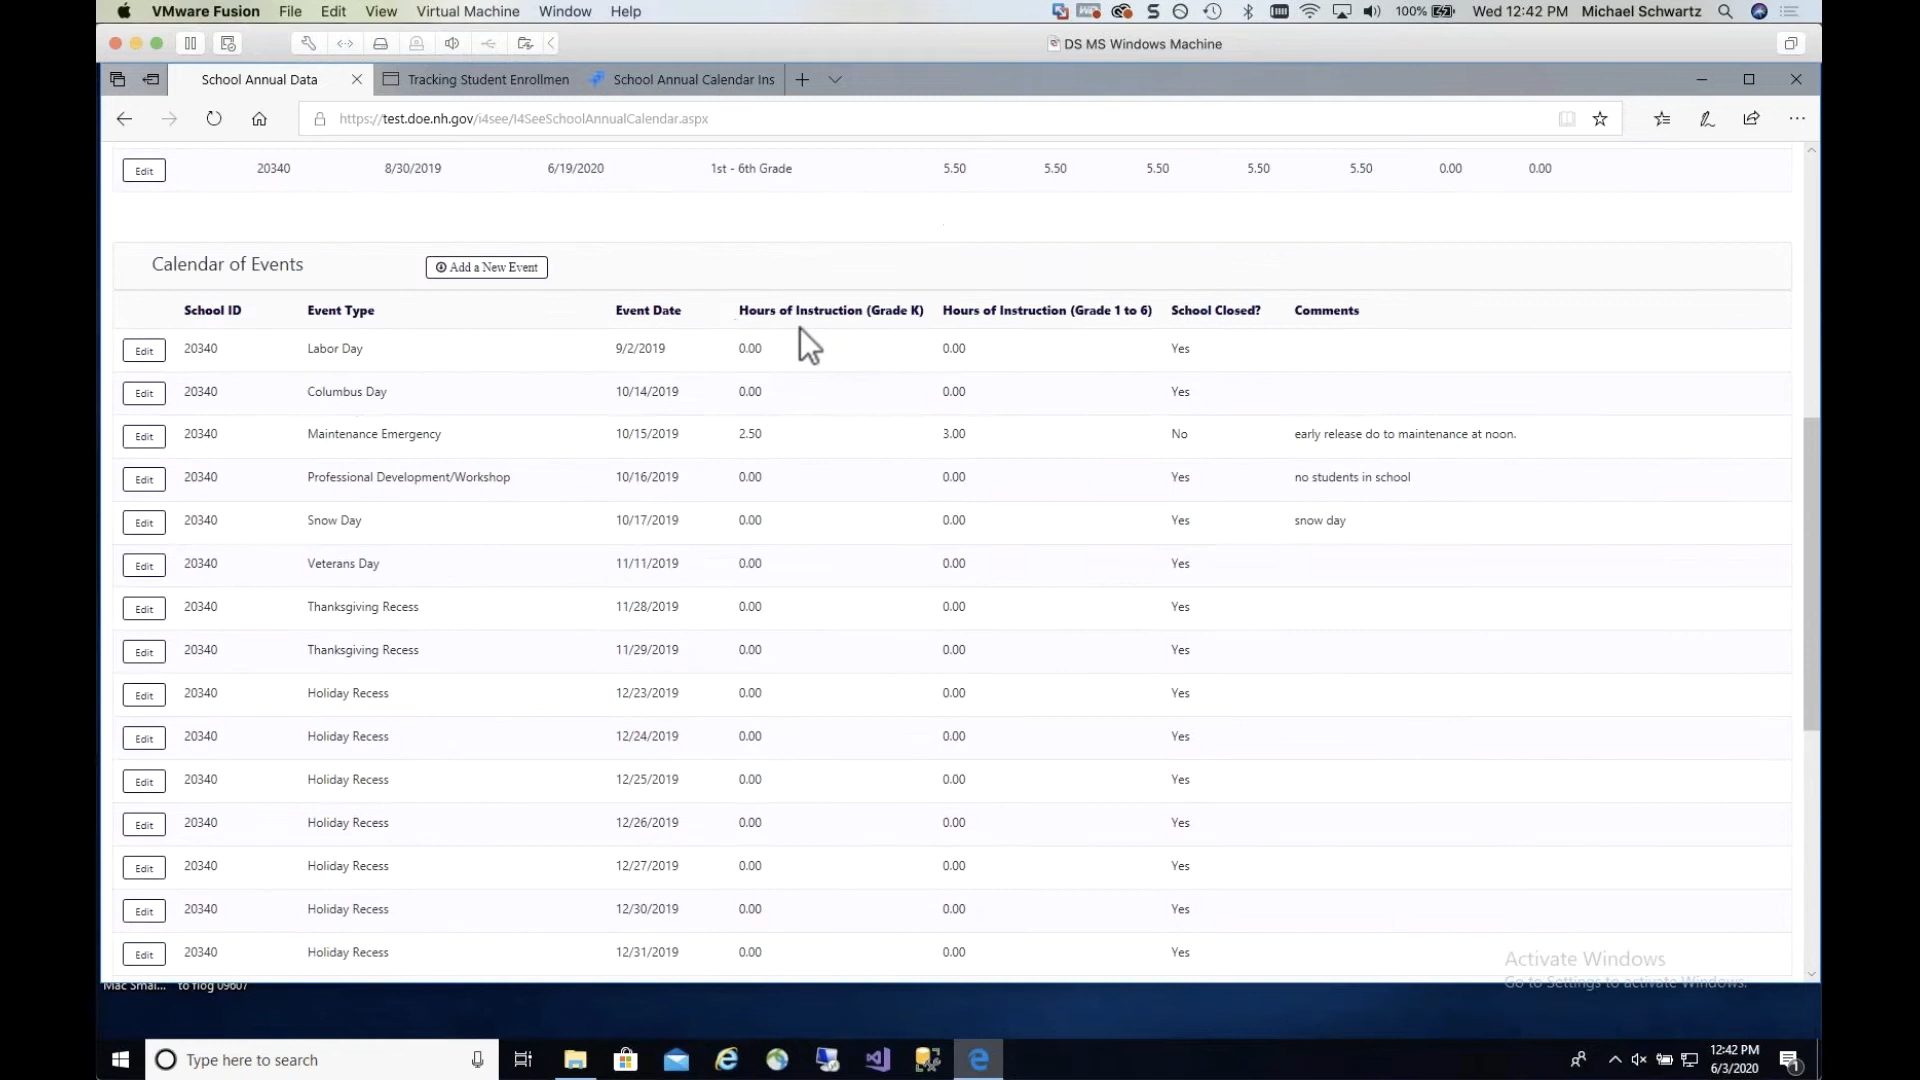 VMware Fusion File Edit View Virtual Machine Window Help 100% Wed 12:42 PM Michael Schwartz
DS MS Windows Machine
School Annual Data Tracking Student Enrollmen School Annual Calendar Ins
https://test.doe.nh.gov/i4see/I4SeeSchoolAnnualCalendar.aspx
Edit 20340 8/30/2019 6/19/2020 1st - 6th Grade 5.50 5.50 5.50 5.50 5.50 0.00 0.00
Calendar of Events Add a New Event
School ID Event Type Event Date Hours of Instruction (Grade K) Hours of Instruction (Grade 1 to 6) School Closed? Comments
Edit 20340 Labor Day 9/2/2019 0.00 0.00 Yes
Edit 20340 Columbus Day 10/14/2019 0.00 0.00 Yes
Edit 20340 Maintenance Emergency 10/15/2019 2.50 3.00 No early release do to maintenance at noon.
Edit 20340 Professional Development/Workshop 10/16/2019 0.00 0.00 Yes no students in school
Edit 20340 Snow Day 10/17/2019 0.00 0.00 Yes snow day
Edit 20340 Veterans Day 11/11/2019 0.00 0.00 Yes
Edit 20340 Thanksgiving Recess 11/28/2019 0.00 0.00 Yes
Edit 20340 Thanksgiving Recess 11/29/2019 0.00 0.00 Yes
Edit 20340 Holiday Recess 12/23/2019 0.00 0.00 Yes
Edit 20340 Holiday Recess 12/24/2019 0.00 0.00 Yes
Edit 20340 Holiday Recess 12/25/2019 0.00 0.00 Yes
Edit 20340 Holiday Recess 12/26/2019 0.00 0.00 Yes
Edit 20340 Holiday Recess 12/27/2019 0.00 0.00 Yes
Edit 20340 Holiday Recess 12/30/2019 0.00 0.00 Yes
Edit 20340 Holiday Recess 12/31/2019 0.00 0.00 Yes
Activate Windows
Go to Settings to activate Windows.
Mac Smal... to flog 09607
Type here to search 12:42 PM
6/3/2020